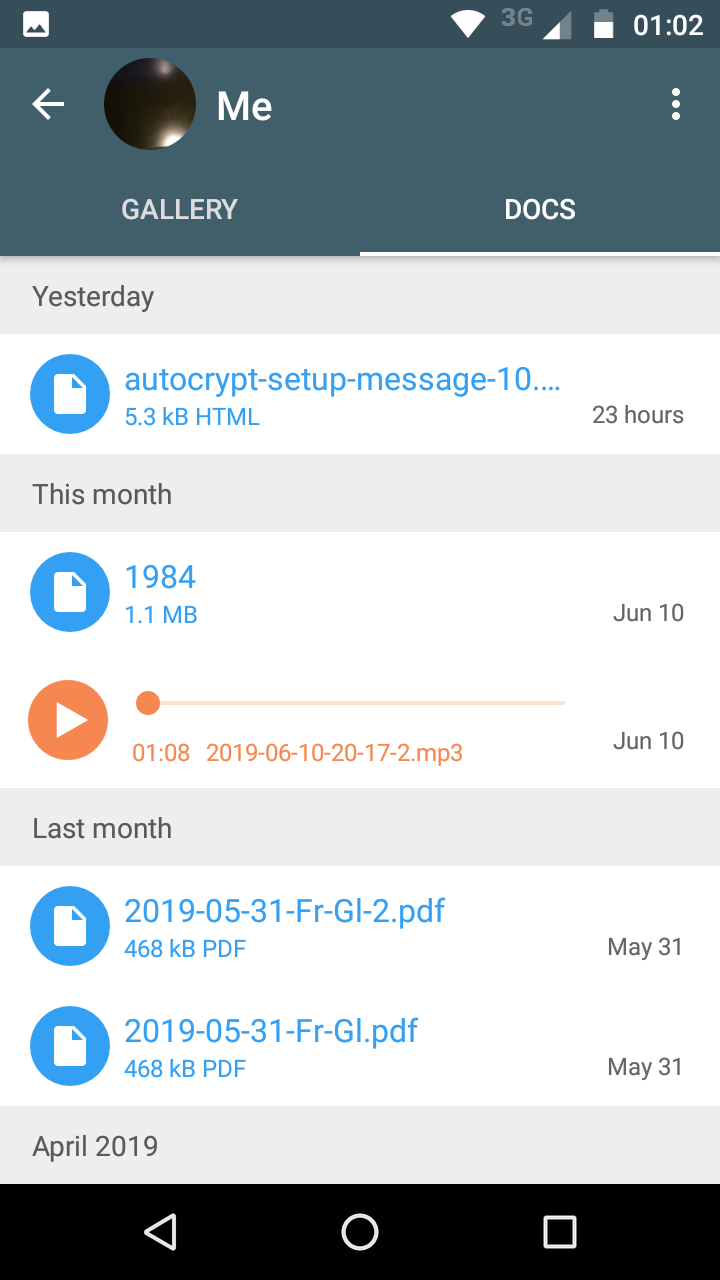 3G 01:02
Me
GALLERY DOCS
Yesterday
autocrypt-setup-message-10.…
5.3 kB HTML 23 hours
This month
1984
1.1 MB Jun 10
01:08 2019-06-10-20-17-2.mp3 Jun 10
Last month
2019-05-31-Fr-Gl-2.pdf
468 kB PDF May 31
2019-05-31-Fr-Gl.pdf
468 kB PDF May 31
April 2019